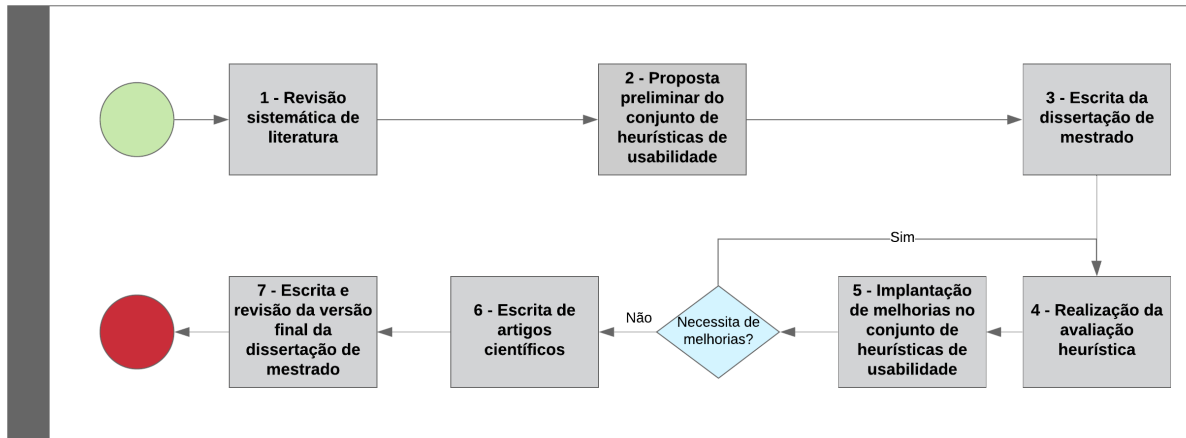 1 - Revisão
sistemática de
literatura
2 - Proposta
preliminar do
conjunto de
heurísticas de
usabilidade
3 - Escrita da
dissertação de
mestrado
Sim
4 - Realização da
avaliação
heurística
5 - Implantação
de melhorias no
conjunto de
heurísticas de
usabilidade
Necessita de
melhorias?
Não
6 - Escrita de
artigos
científicos
7 - Escrita e
revisão da versão
final da
dissertação de
mestrado